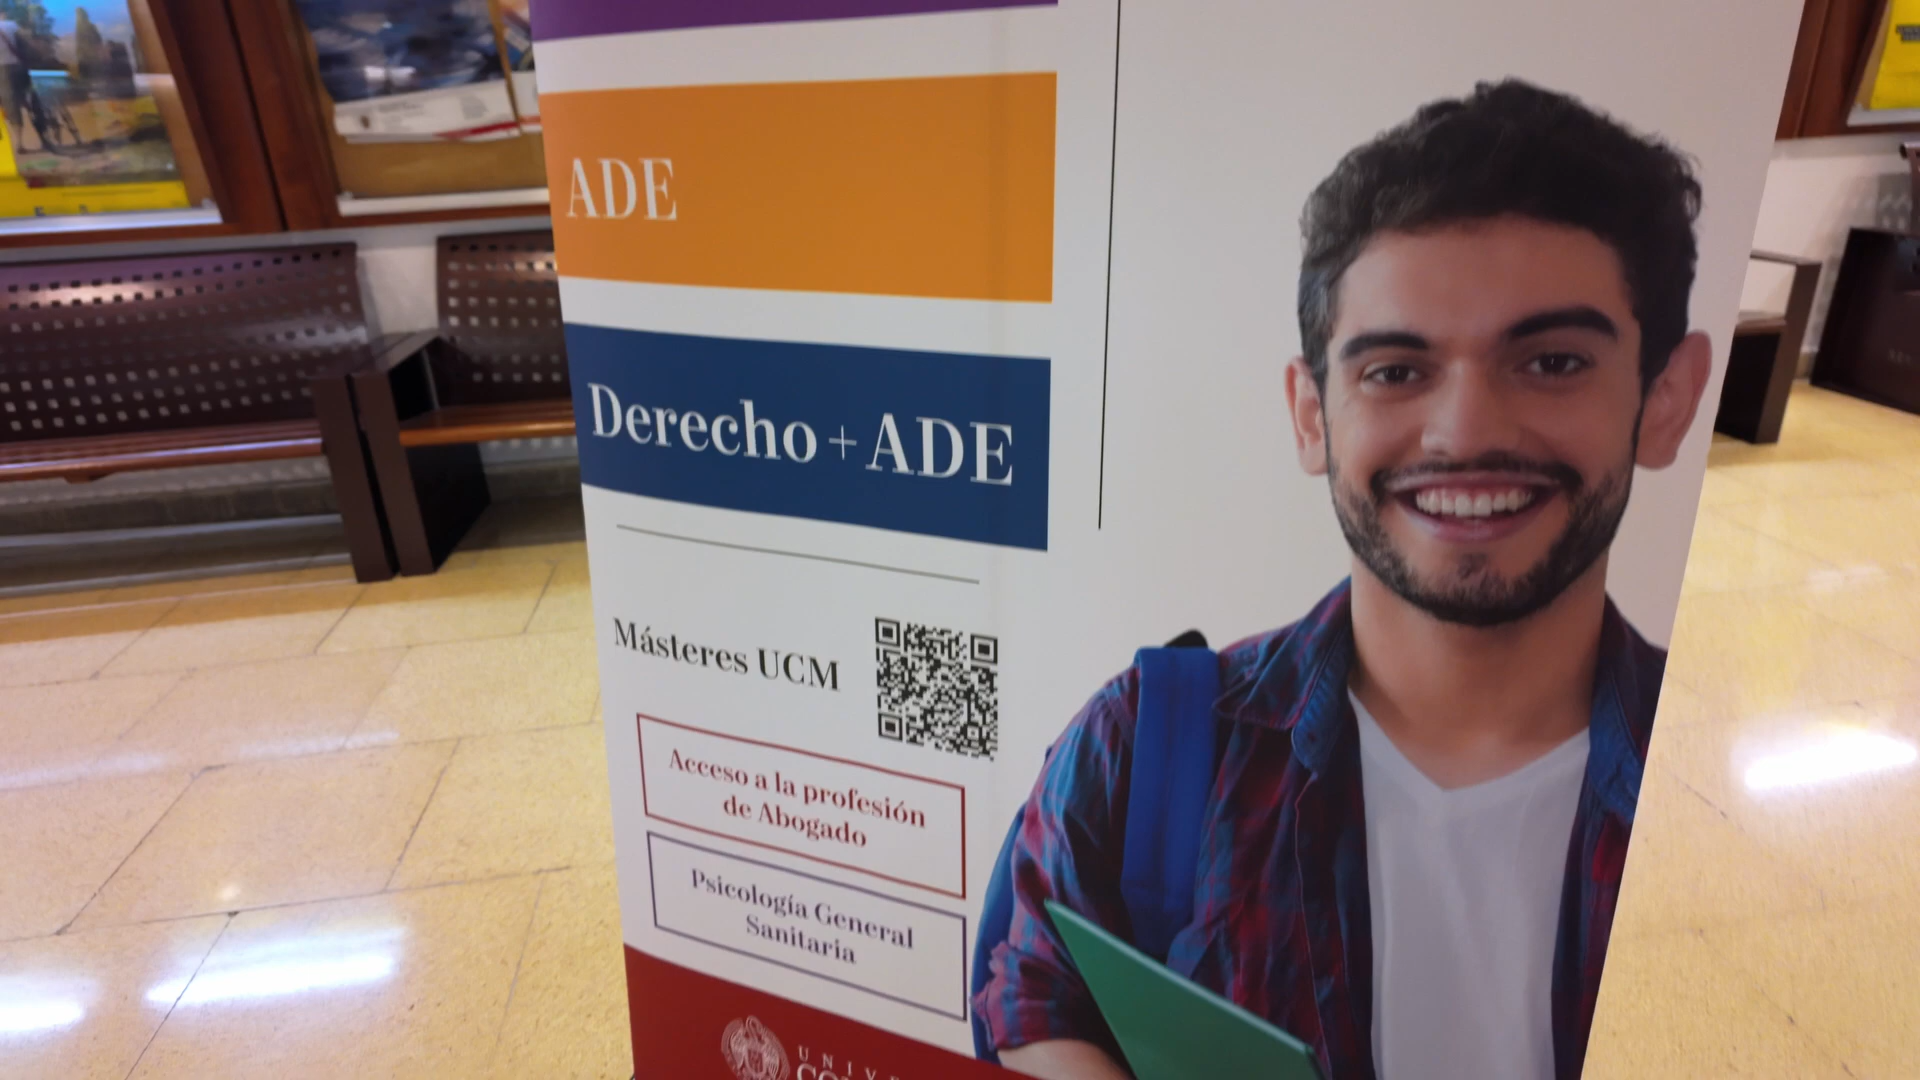 ADE
Derecho + ADE
Másteres UCM
Acceso a la profesión
de Abogado
Psicología General
Sanitaria